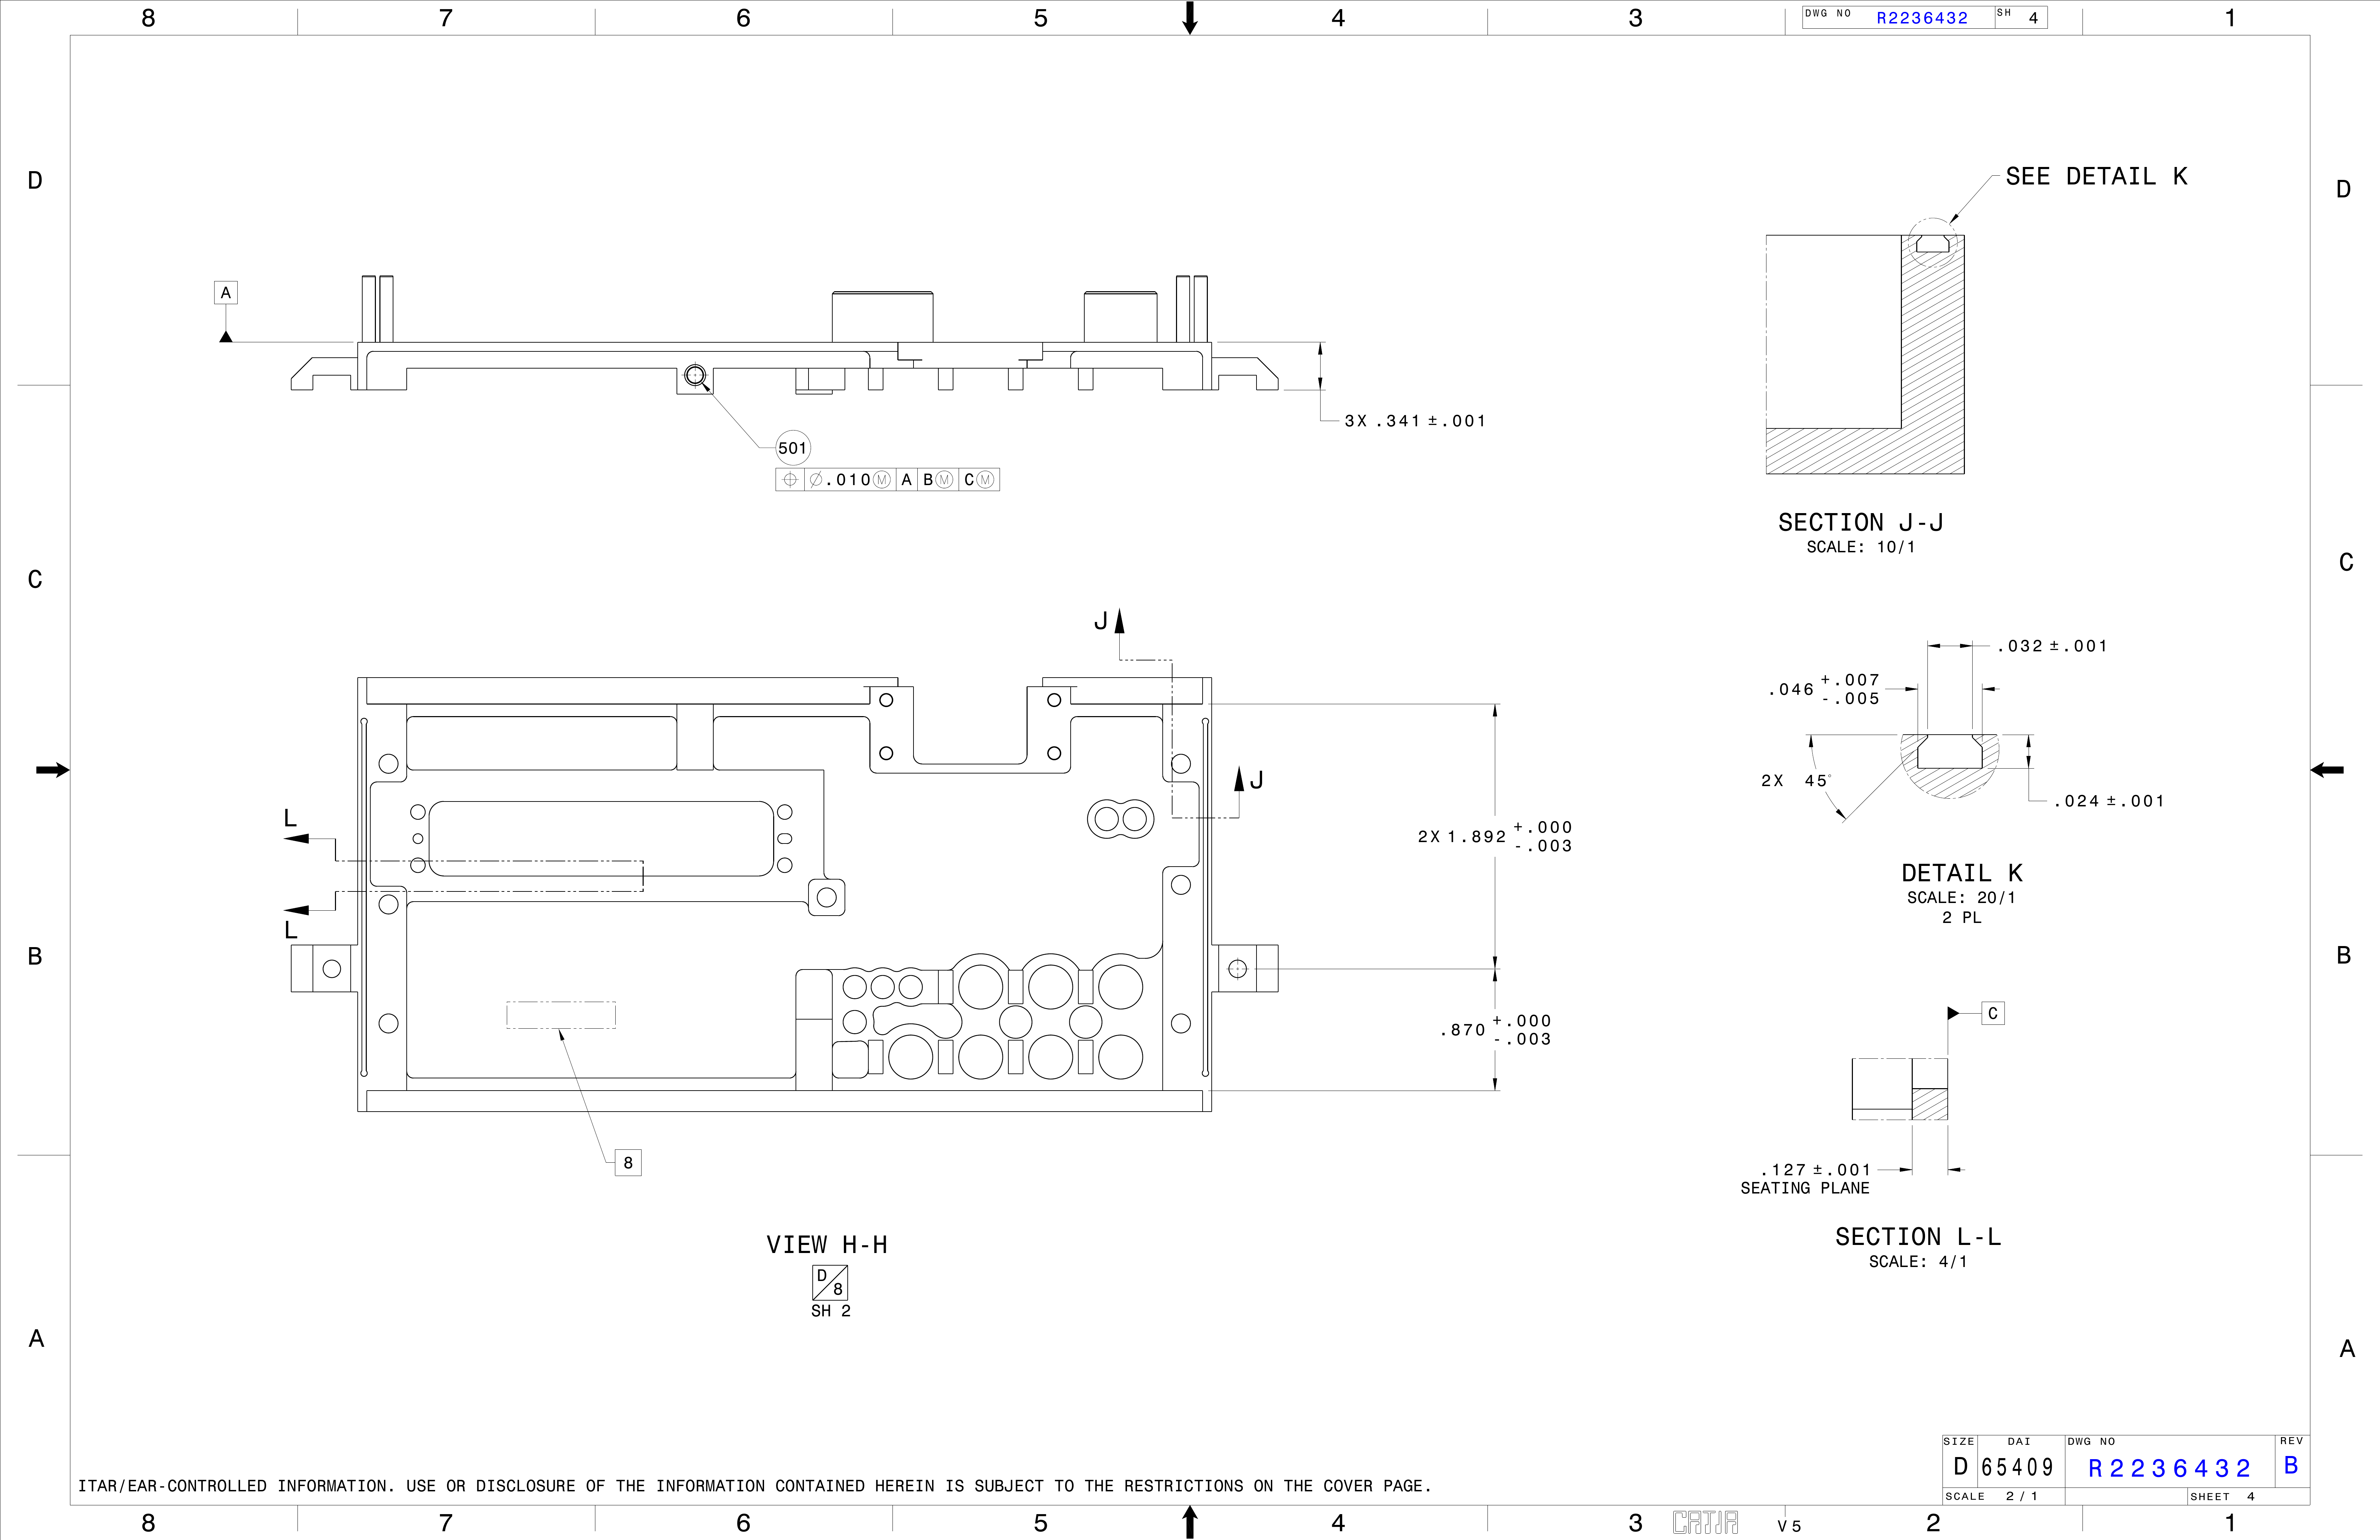 8 7 6 5 4 3 2 1
DWG NO R2236432 SH 4
D
D
SEE DETAIL K
A
3X .341 ±.001
501
⌖ ⌀.010Ⓜ A BⓂ CⓂ
SECTION J-J
SCALE: 10/1
C
C
J
J
.032 ±.001
.046 +.007
-.005
2X 45°
.024 ±.001
L
2X 1.892 +.000
-.003
DETAIL K
SCALE: 20/1
2 PL
L
B
B
C
.870 +.000
-.003
8
.127 ±.001
SEATING PLANE
VIEW H-H
SECTION L-L
SCALE: 4/1
D/8
SH 2
A
A
SIZE DAI DWG NO REV
D 65409 R2236432 B
SCALE 2/1 SHEET 4
ITAR/EAR-CONTROLLED INFORMATION. USE OR DISCLOSURE OF THE INFORMATION CONTAINED HEREIN IS SUBJECT TO THE RESTRICTIONS ON THE COVER PAGE.
8 7 6 5 4 3 CATIA V5 2 1